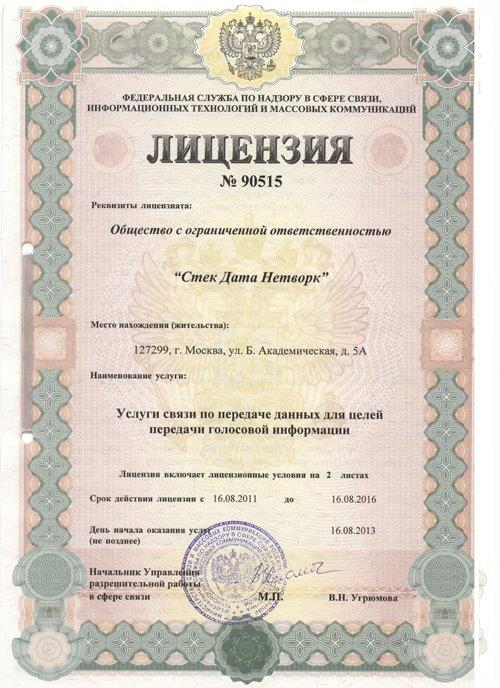 ФЕДЕРАЛЬНАЯ СЛУЖБА ПО НАДЗОРУ В СФЕРЕ СВЯЗИ,
ИНФОРМАЦИОННЫХ ТЕХНОЛОГИЙ И МАССОВЫХ КОММУНИКАЦИЙ
ЛИЦЕНЗИЯ
№ 90515
Реквизиты лицензиата:
Общество с ограниченной ответственностью
“Стек Дата Нетворк”
Место нахождения (жительства):
127299, г. Москва, ул. Б. Академическая, д. 5А
Наименование услуги:
Услуги связи по передаче данных для целей
передачи голосовой информации
Лицензия включает лицензионные условия на 2 листах
Срок действия лицензии с 16.08.2011 до 16.08.2016
День начала оказания услуг 16.08.2013
(не позднее)
Начальник Управления
разрешительной работы
в сфере связи М.П. В.Н. Угрюмова